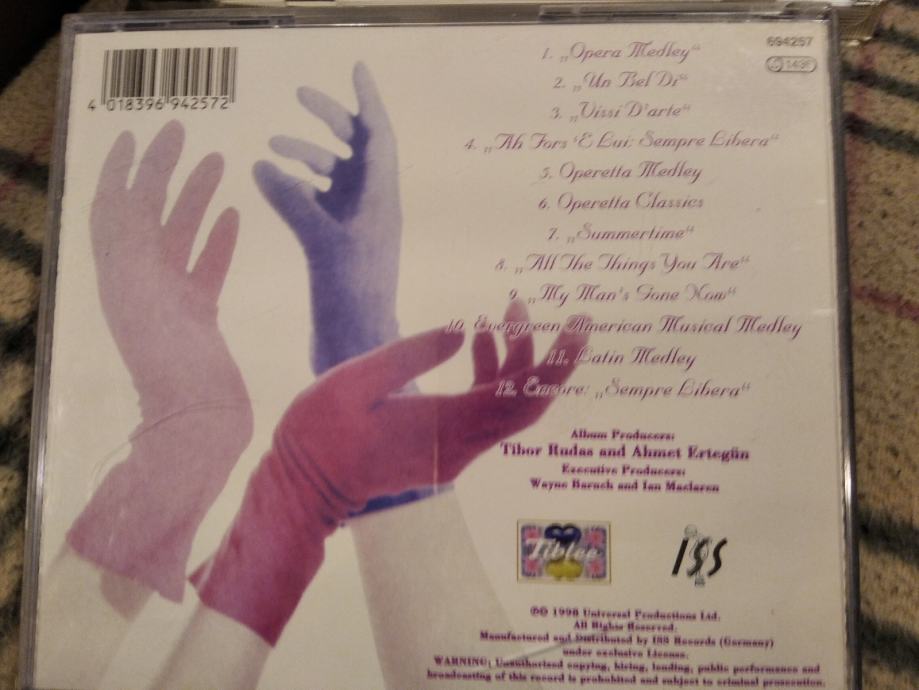 694257
LC 1436
4 018396 942572
1. „Opera Medley“
2. „Un Bel Di“
3. „Vissi D'arte“
4. „Ah Fors 'E Lui: Sempre Libera“
5. Operetta Medley
6. Operetta Classics
7. „Summertime“
8. „All The Things You Are“
9. „My Man's Gone Now“
10. Evergreen American Musical Medley
11. Latin Medley
12. Encore: „Sempre Libera“
Album Producers:
Tibor Rudas and Ahmet Ertegün
Executive Producers:
Wayne Baruch and Ian Maclaren
Tiblee
ISS
℗© 1998 Universal Productions Ltd.
All Rights Reserved.
Manufactured and Distributed by ISS Records (Germany)
under exclusive License.
WARNING: Unauthorised copying, hiring, lending, public performance and
broadcasting of this record is prohibited and subject to criminal prosecution.